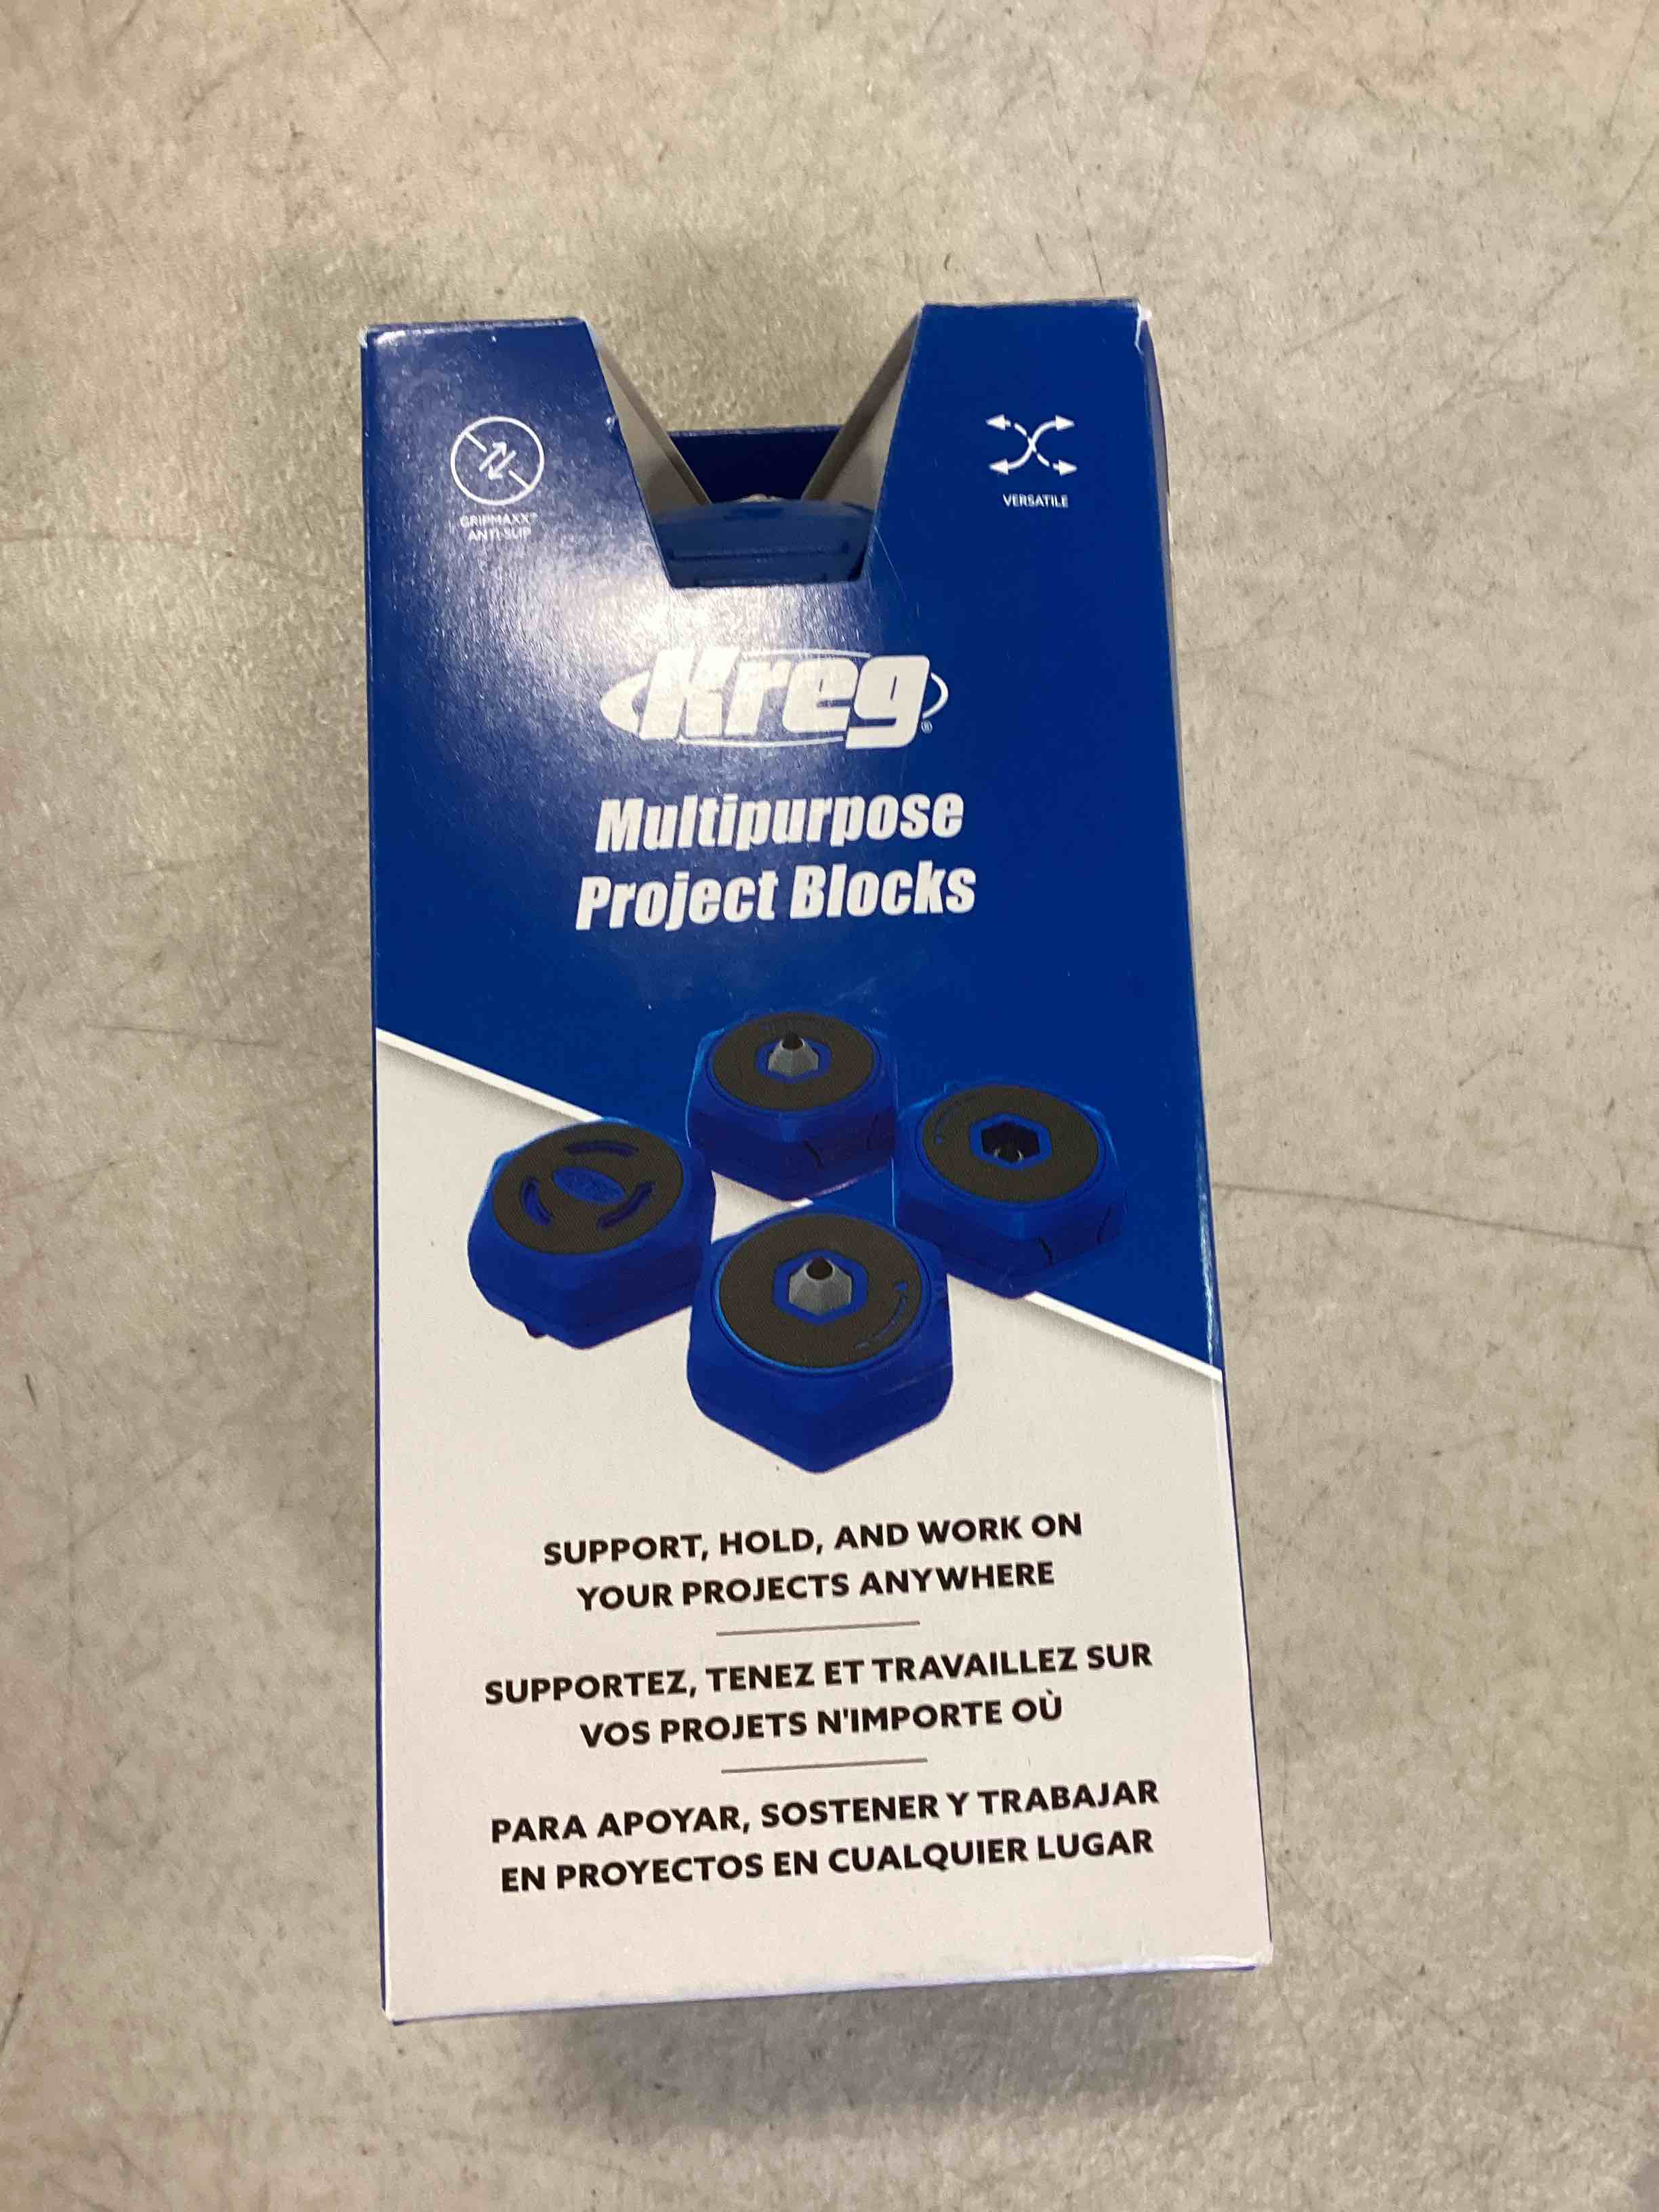 GRIPMAXX™
ANTI-SLIP
VERSATILE
Kreg®
Multipurpose
Project Blocks
SUPPORT, HOLD, AND WORK ON
YOUR PROJECTS ANYWHERE
SUPPORTEZ, TENEZ ET TRAVAILLEZ SUR
VOS PROJETS N'IMPORTE OÙ
PARA APOYAR, SOSTENER Y TRABAJAR
EN PROYECTOS EN CUALQUIER LUGAR